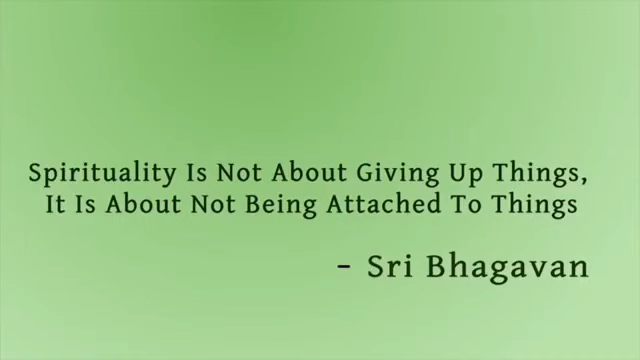 Spirituality Is Not About Giving Up Things,
It Is About Not Being Attached To Things
- Sri Bhagavan